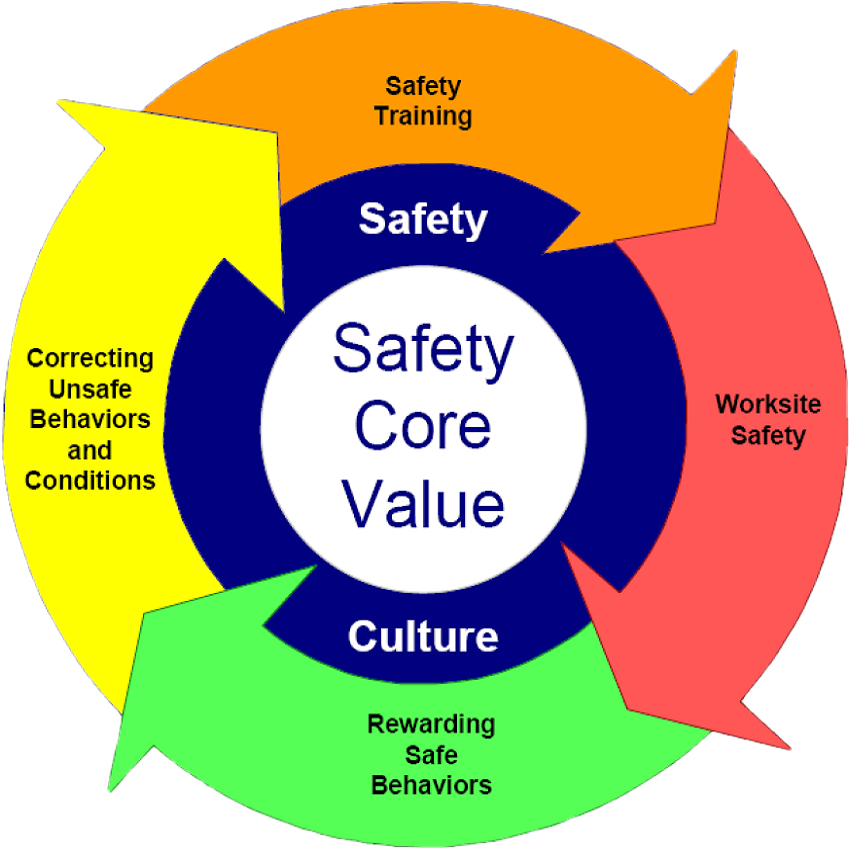 Safety
Training
Safety
Safety
Core
Value
Culture
Worksite
Safety
Rewarding
Safe
Behaviors
Correcting
Unsafe
Behaviors
and
Conditions